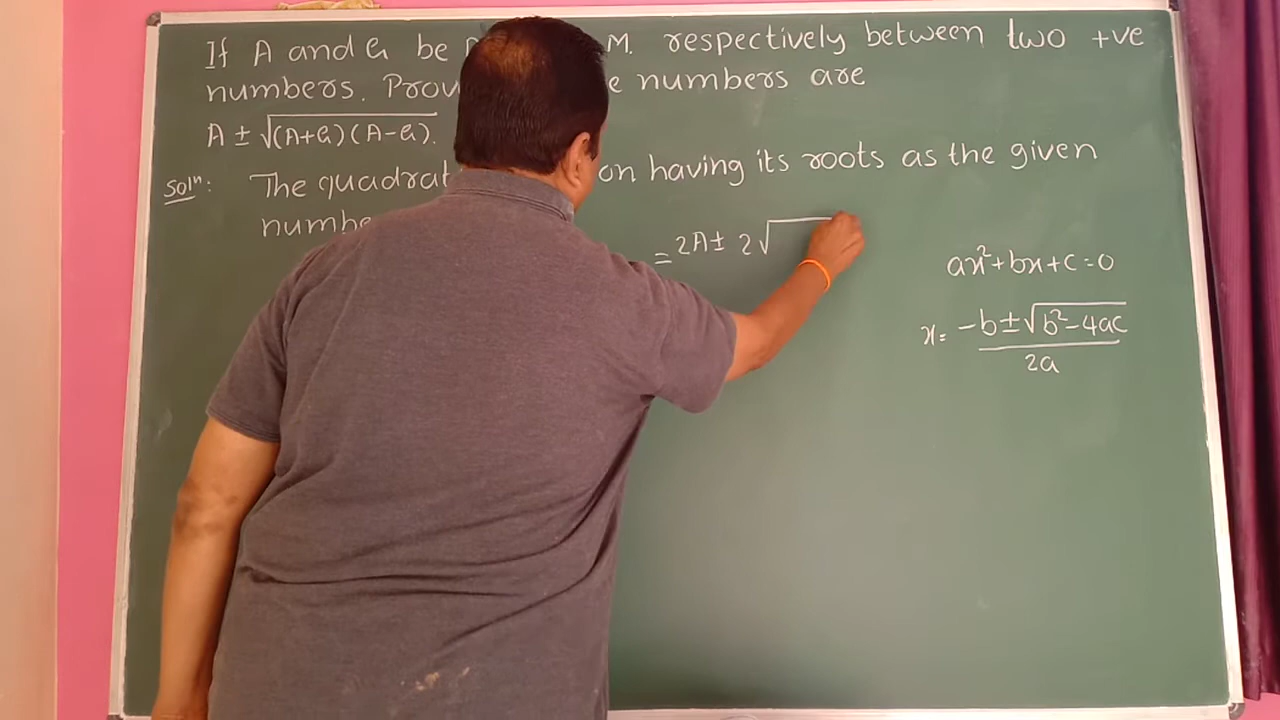 If A and G be M. respectively between two +ve
numbers. Prov e numbers are
A ± √(A+G)(A-G).
Solⁿ: The quadrat on having its roots as the given
numbe
= 2A ± 2√
ax²+bx+c=0
x = -b±√b²-4ac
2a